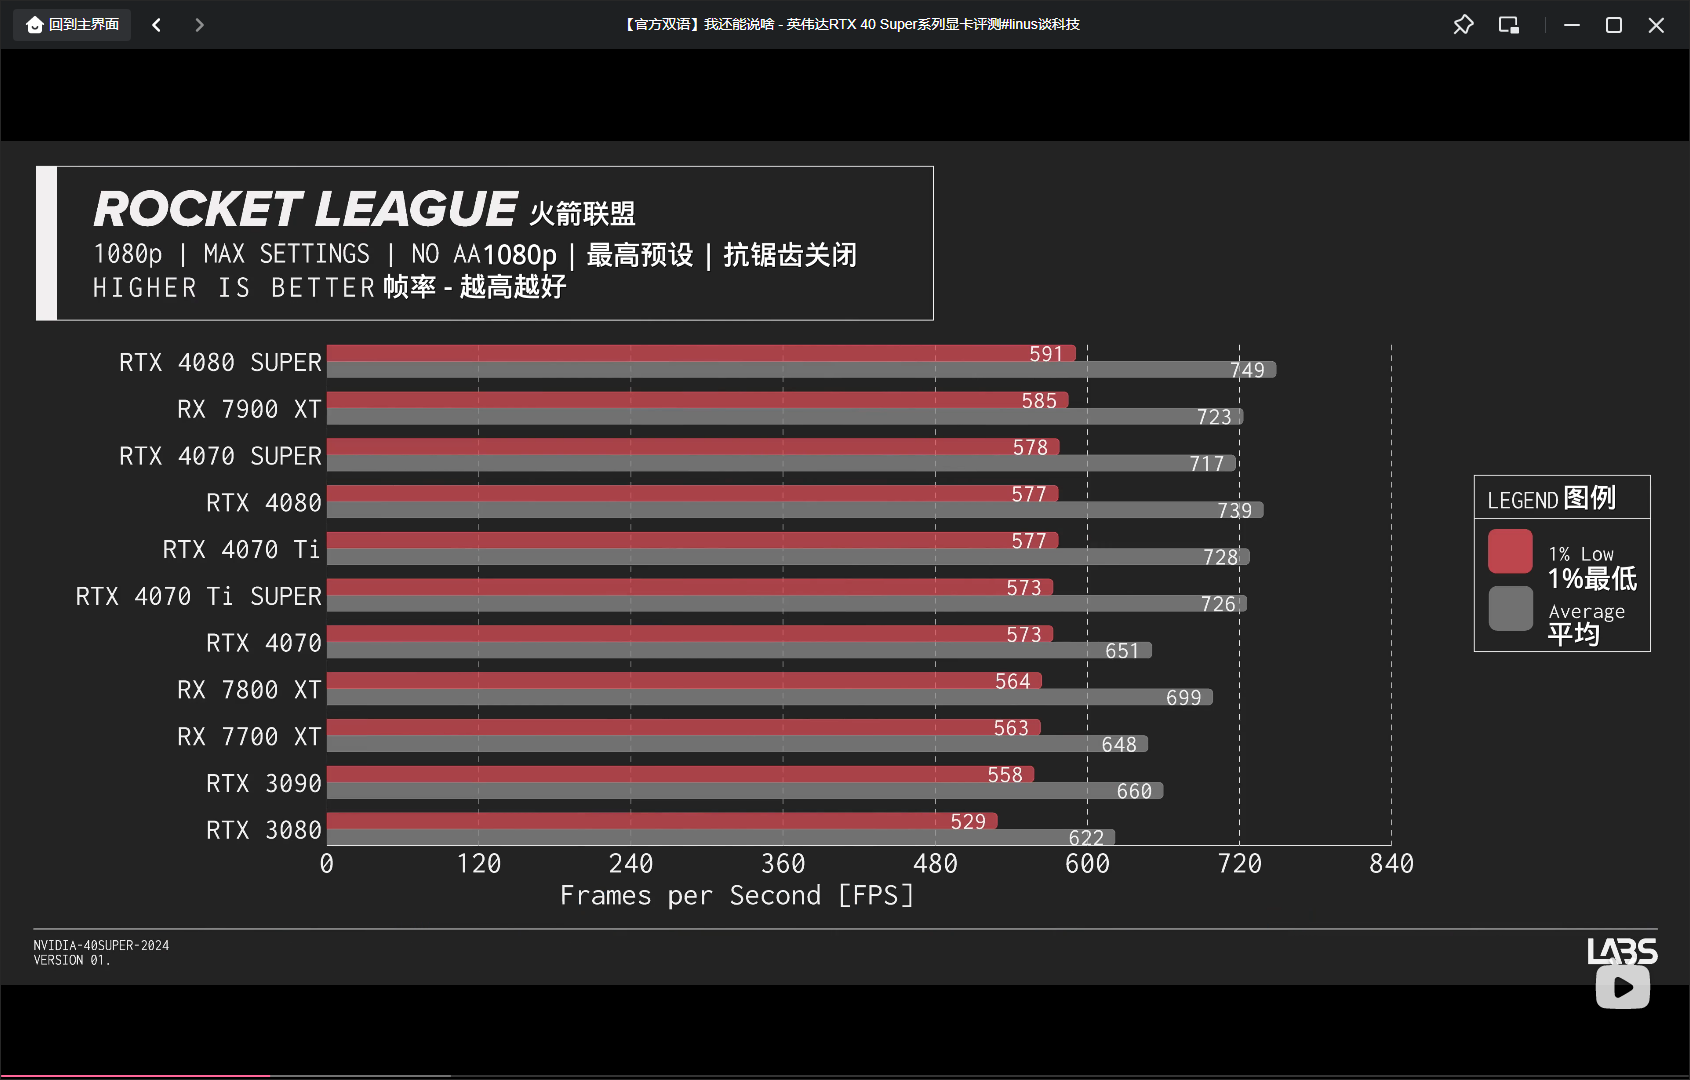 回到主界面
【官方双语】我还能说啥 - 英伟达RTX 40 Super系列显卡评测#linus谈科技
ROCKET LEAGUE 火箭联盟
1080p | MAX SETTINGS | NO AA1080p | 最高预设 | 抗锯齿关闭
HIGHER IS BETTER 帧率 - 越高越好
RTX 4080 SUPER 591 749
RX 7900 XT 585 723
RTX 4070 SUPER 578 717
RTX 4080 577 739
RTX 4070 Ti 577 728
RTX 4070 Ti SUPER 573 726
RTX 4070 573 651
RX 7800 XT 564 699
RX 7700 XT 563 648
RTX 3090 558 660
RTX 3080 529 622
0 120 240 360 480 600 720 840
Frames per Second [FPS]
LEGEND 图例
1% Low
1%最低
Average
平均
NVIDIA-40SUPER-2024
VERSION 01.
LABS